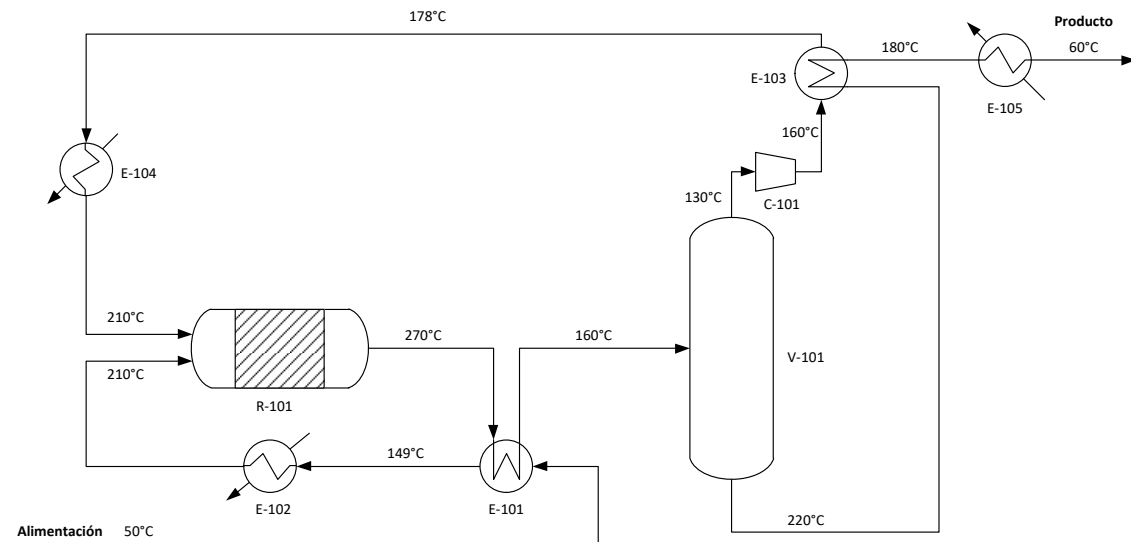 178°C
Producto
180°C
60°C
E-103
E-105
160°C
E-104
130°C
C-101
210°C
270°C
160°C
210°C
V-101
R-101
149°C
E-102
E-101
220°C
Alimentación 50°C